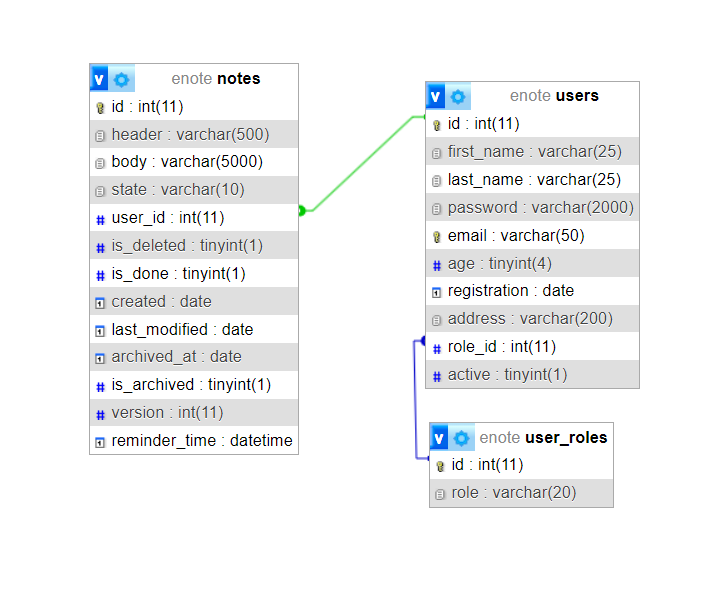 v enote notes
id : int(11)
header : varchar(500)
body : varchar(5000)
state : varchar(10)
# user_id : int(11)
# is_deleted : tinyint(1)
# is_done : tinyint(1)
created : date
last_modified : date
archived_at : date
# is_archived : tinyint(1)
# version : int(11)
reminder_time : datetime
v enote users
id : int(11)
first_name : varchar(25)
last_name : varchar(25)
password : varchar(2000)
email : varchar(50)
# age : tinyint(4)
registration : date
address : varchar(200)
# role_id : int(11)
# active : tinyint(1)
v enote user_roles
id : int(11)
role : varchar(20)